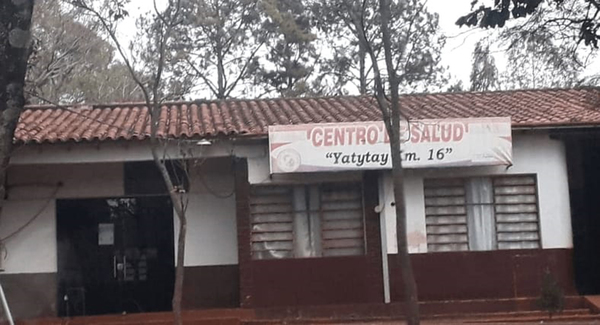 CENTRO DE SALUD
"Yatytay Km. 16"